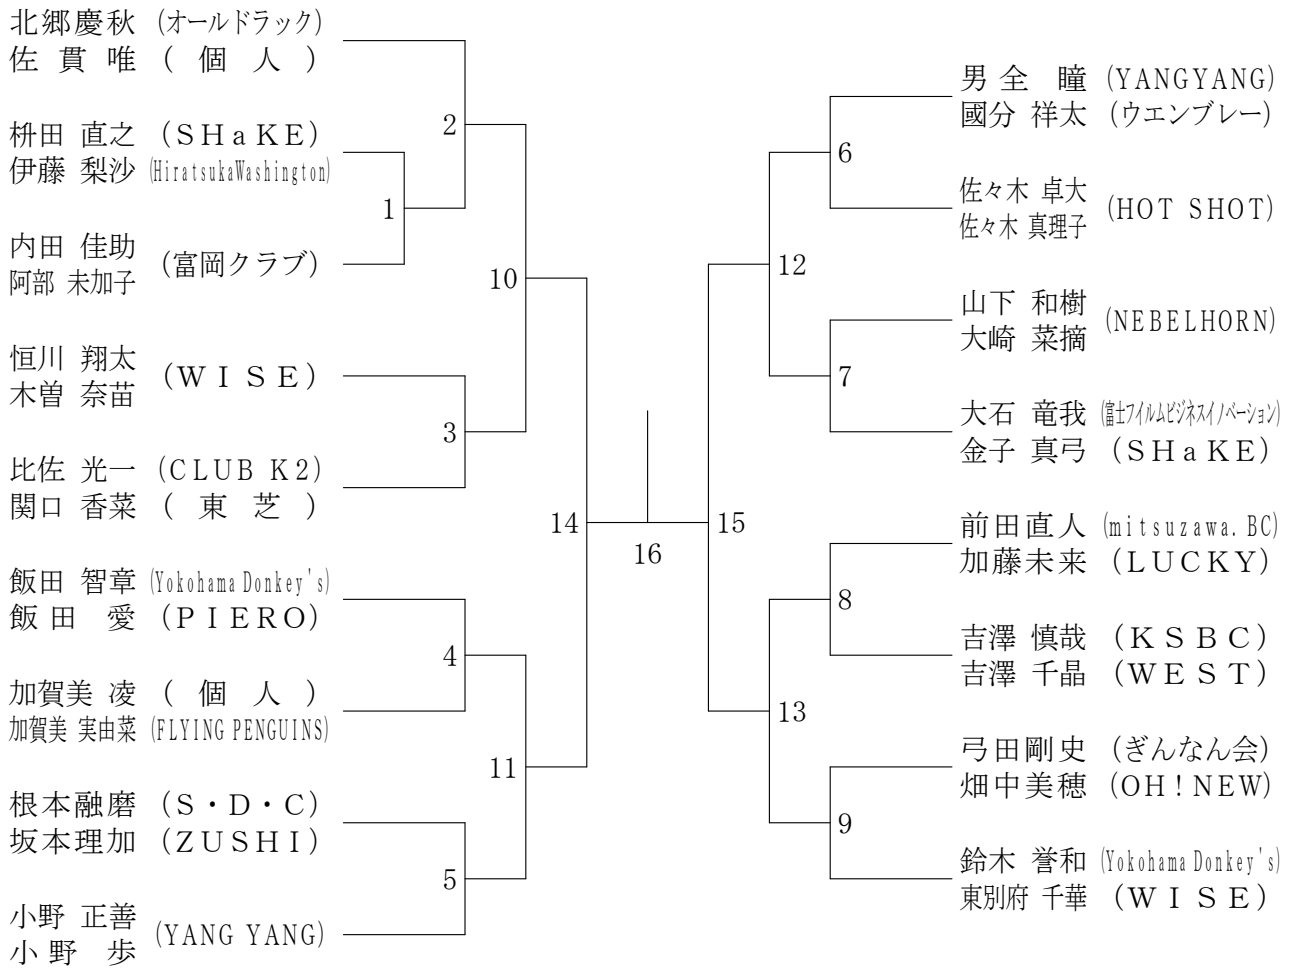 北郷慶秋 (オールドラック)
佐貫唯 (個人)
枡田 直之 (SHaKE)
伊藤 梨沙 (HiratsukaWashington)
内田 佳助
阿部 未加子
(富岡クラブ)
恒川 翔太
木曽 奈苗
(WISE)
比佐 光一 (CLUB K2)
関口 香菜 (東芝)
飯田 智章 (Yokohama Donkey's)
飯田 愛 (PIERO)
加賀美 凌 (個人)
加賀美 実由菜 (FLYING PENGUINS)
根本融磨 (S・D・C)
坂本理加 (ZUSHI)
小野 正善
小野 歩
(YANG YANG)
1
2
3
4
5
10
11
14
16
15
12
13
6
7
8
9
男全 瞳 (YANGYANG)
國分 祥太 (ウエンブレー)
佐々木 卓大
佐々木 真理子
(HOT SHOT)
山下 和樹
大崎 菜摘
(NEBELHORN)
大石 竜我 (富士フイルムビジネスイノベーション)
金子 真弓 (SHaKE)
前田直人 (mitsuzawa.BC)
加藤未来 (LUCKY)
吉澤 慎哉 (KSBC)
吉澤 千晶 (WEST)
弓田剛史 (ぎんなん会)
畑中美穂 (OH!NEW)
鈴木 誉和 (Yokohama Donkey's)
東別府 千華 (WISE)